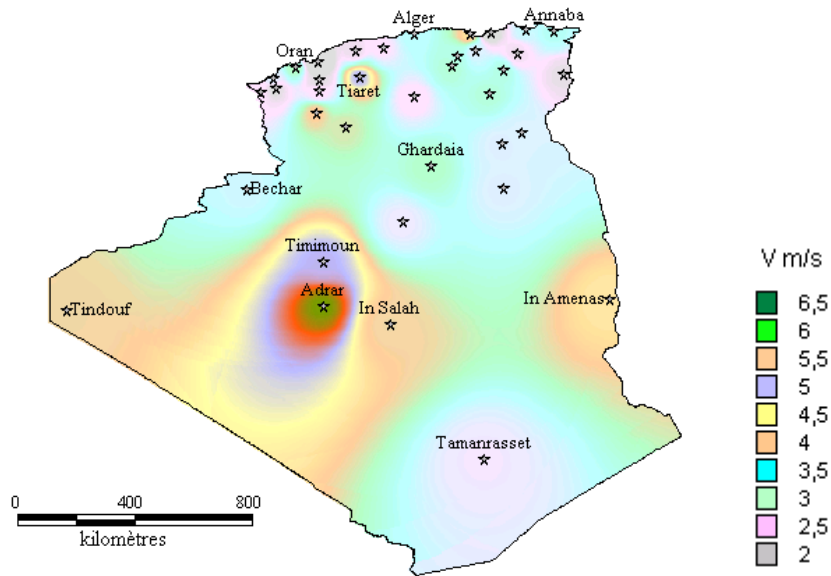 Alger
Annaba
Oran
Tiaret
Ghardaia
Bechar
Timimoun
Adrar
In Salah
In Amenas
Tindouf
Tamanrasset
V m/s
6,5
6
5,5
5
4,5
4
3,5
3
2,5
2
0 400 800
kilomètres